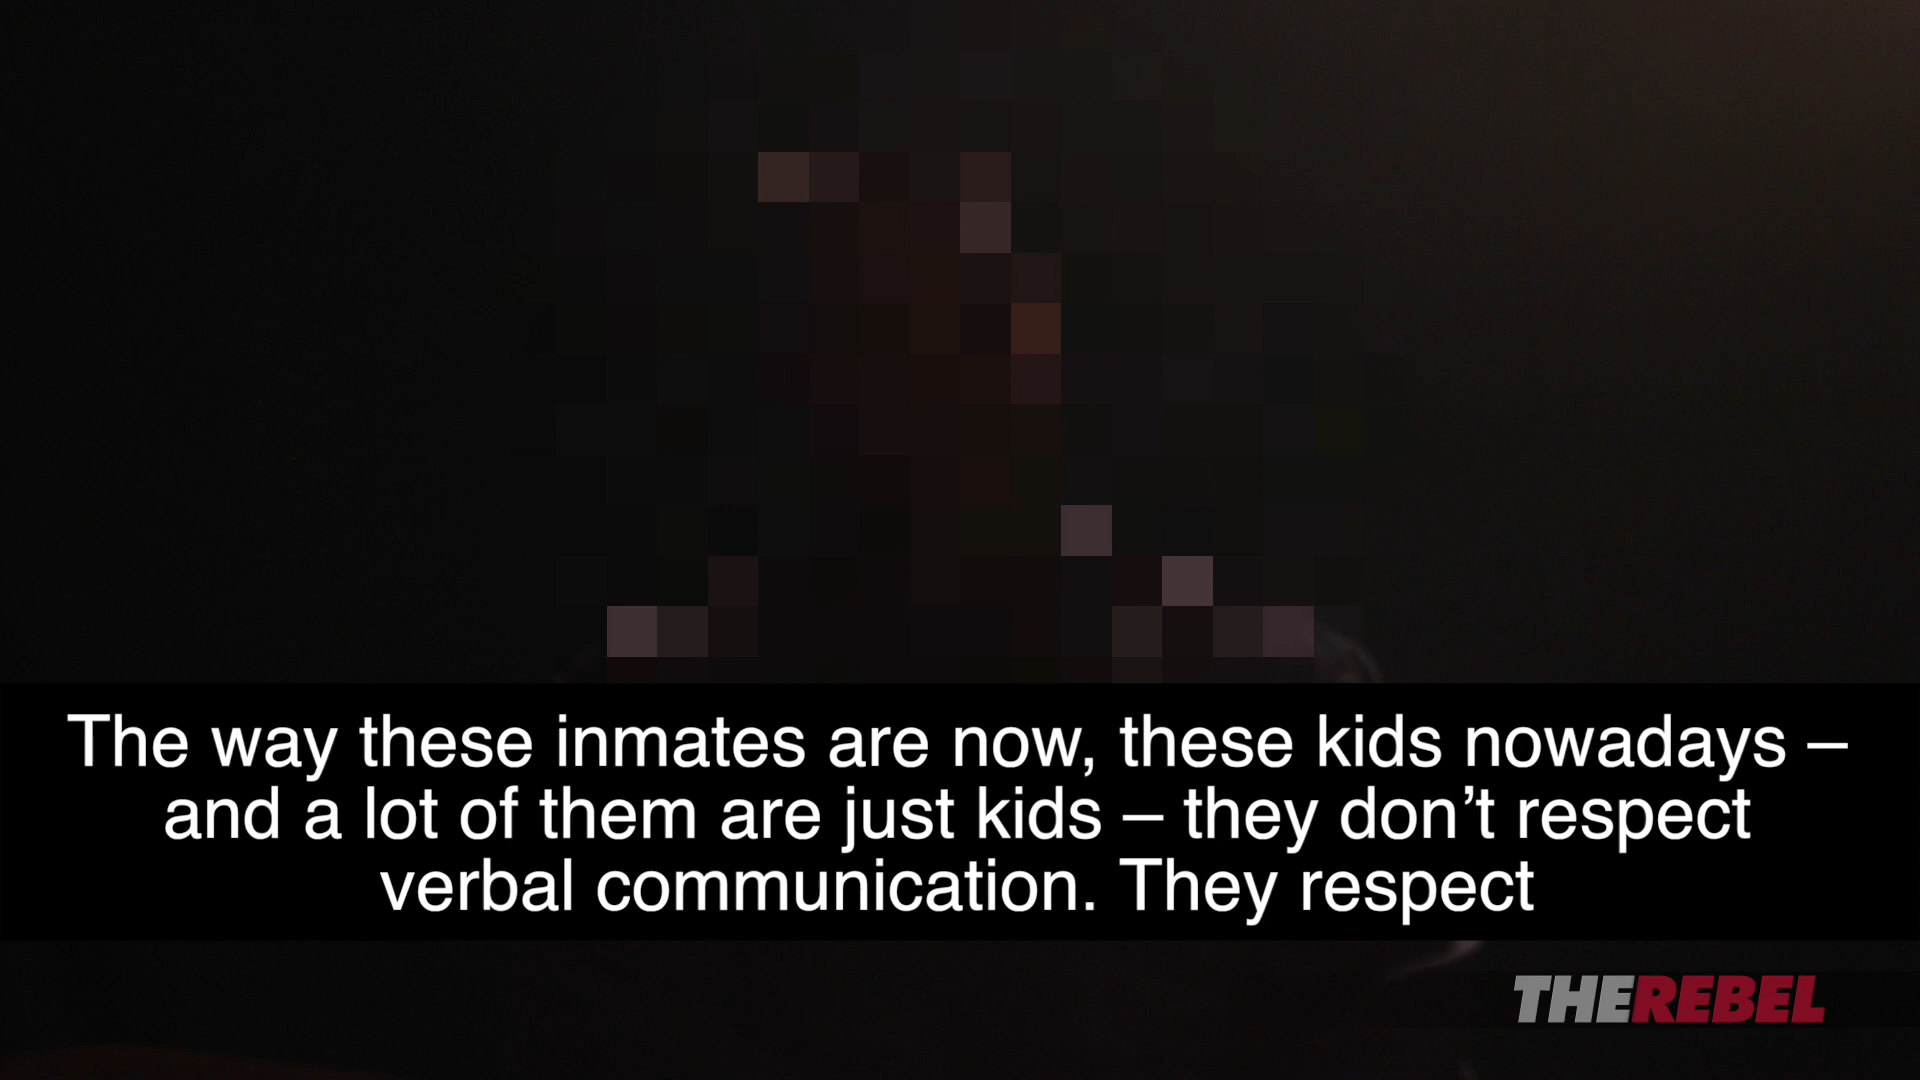 The way these inmates are now, these kids nowadays –
and a lot of them are just kids – they don’t respect
verbal communication. They respect
THEREBEL